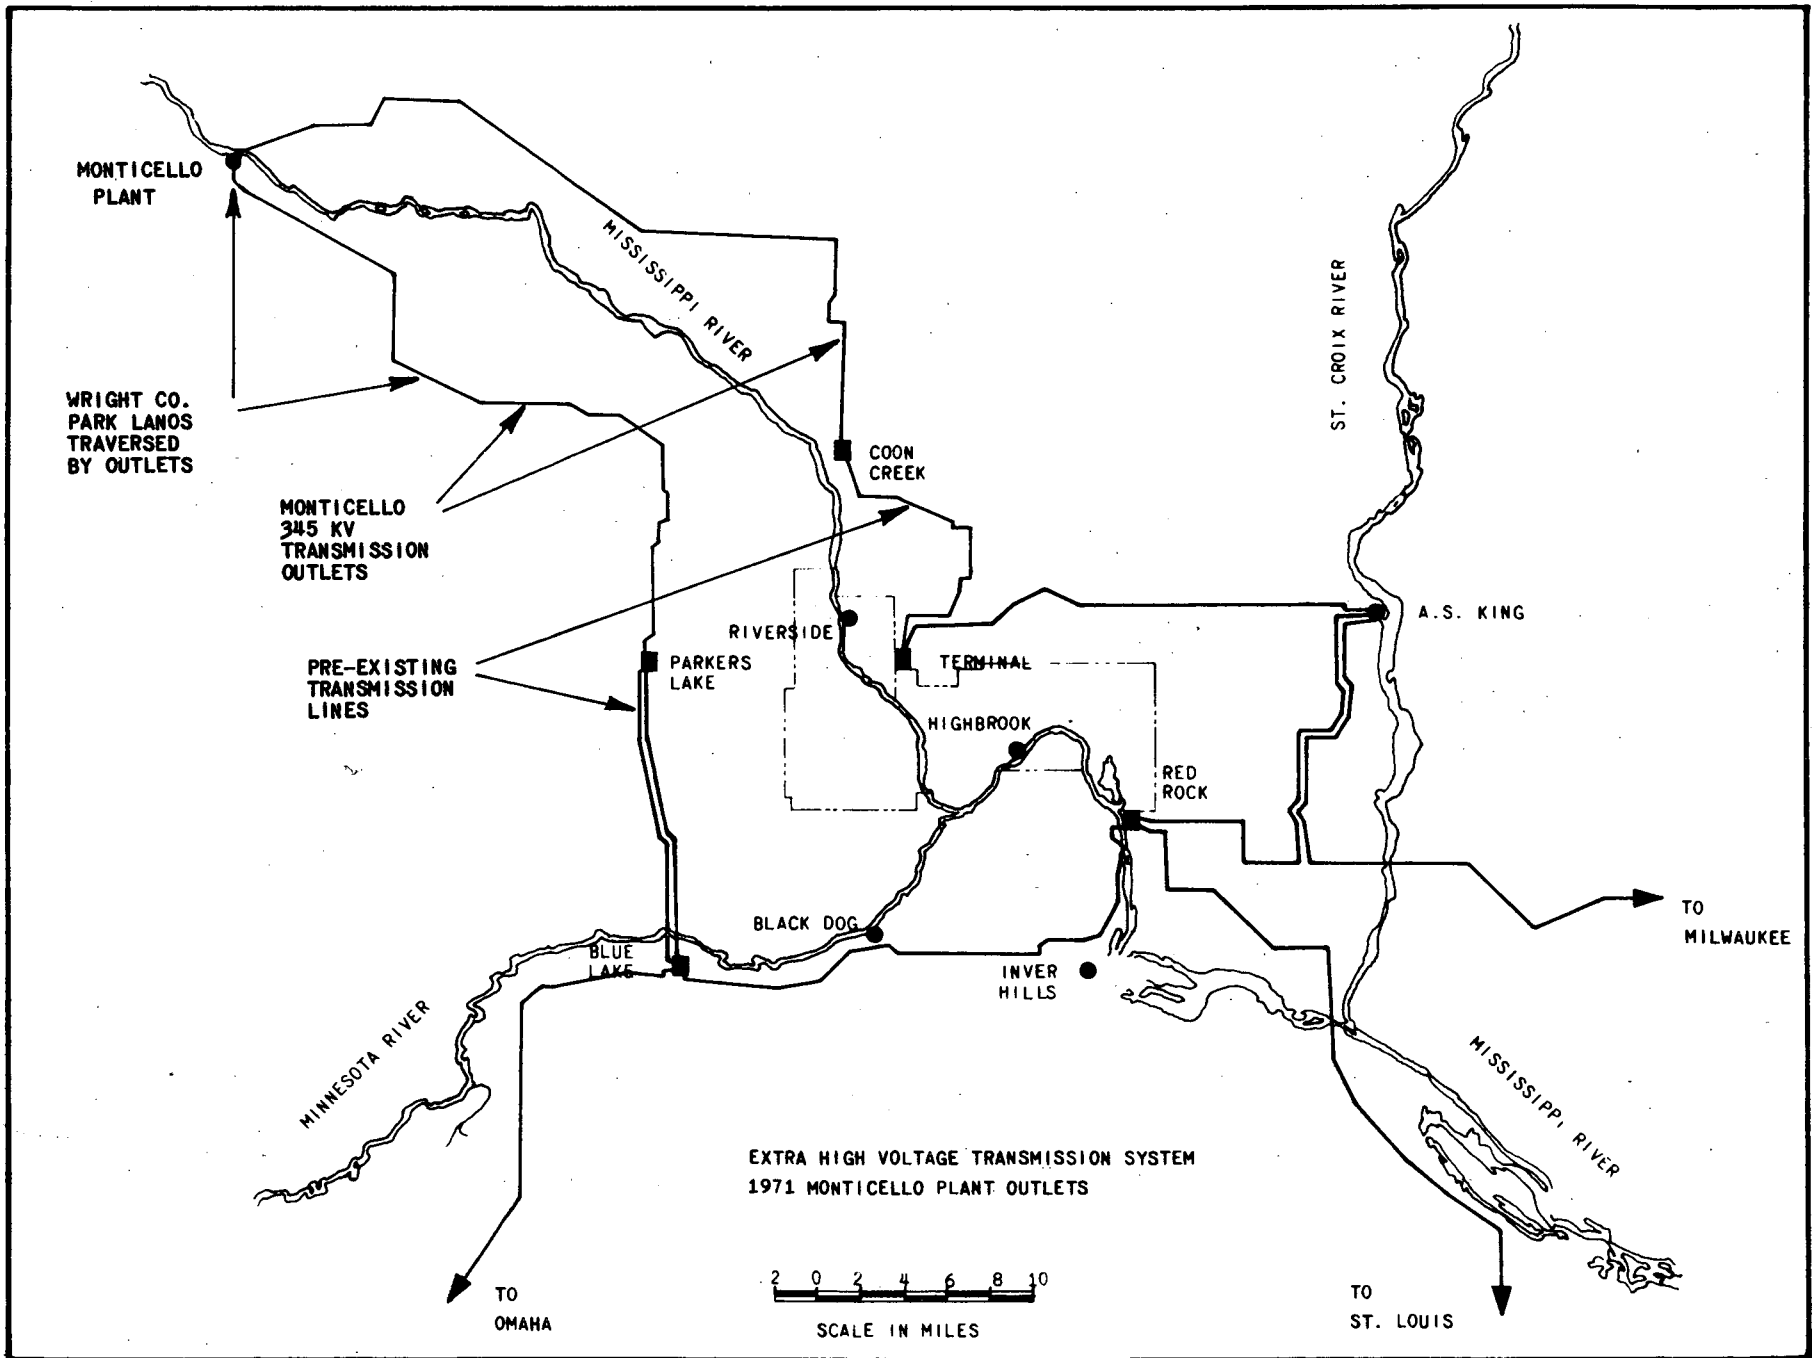 MONTICELLO
PLANT
MISSISSIPPI RIVER
ST. CROIX RIVER
WRIGHT CO.
PARK LANOS
TRAVERSED
BY OUTLETS
COON
CREEK
MONTICELLO
345 KV
TRANSMISSION
OUTLETS
RIVERSIDE
A.S. KING
PRE-EXISTING
TRANSMISSION
LINES
PARKERS
LAKE
TERMINAL
HIGHBROOK
RED
ROCK
BLACK DOG
BLUE
LAKE
INVER
HILLS
TO
MILWAUKEE
MINNESOTA RIVER
MISSISSIPPI RIVER
EXTRA HIGH VOLTAGE TRANSMISSION SYSTEM
1971 MONTICELLO PLANT OUTLETS
TO
OMAHA
2 0 2 4 6 8 10
SCALE IN MILES
TO
ST. LOUIS